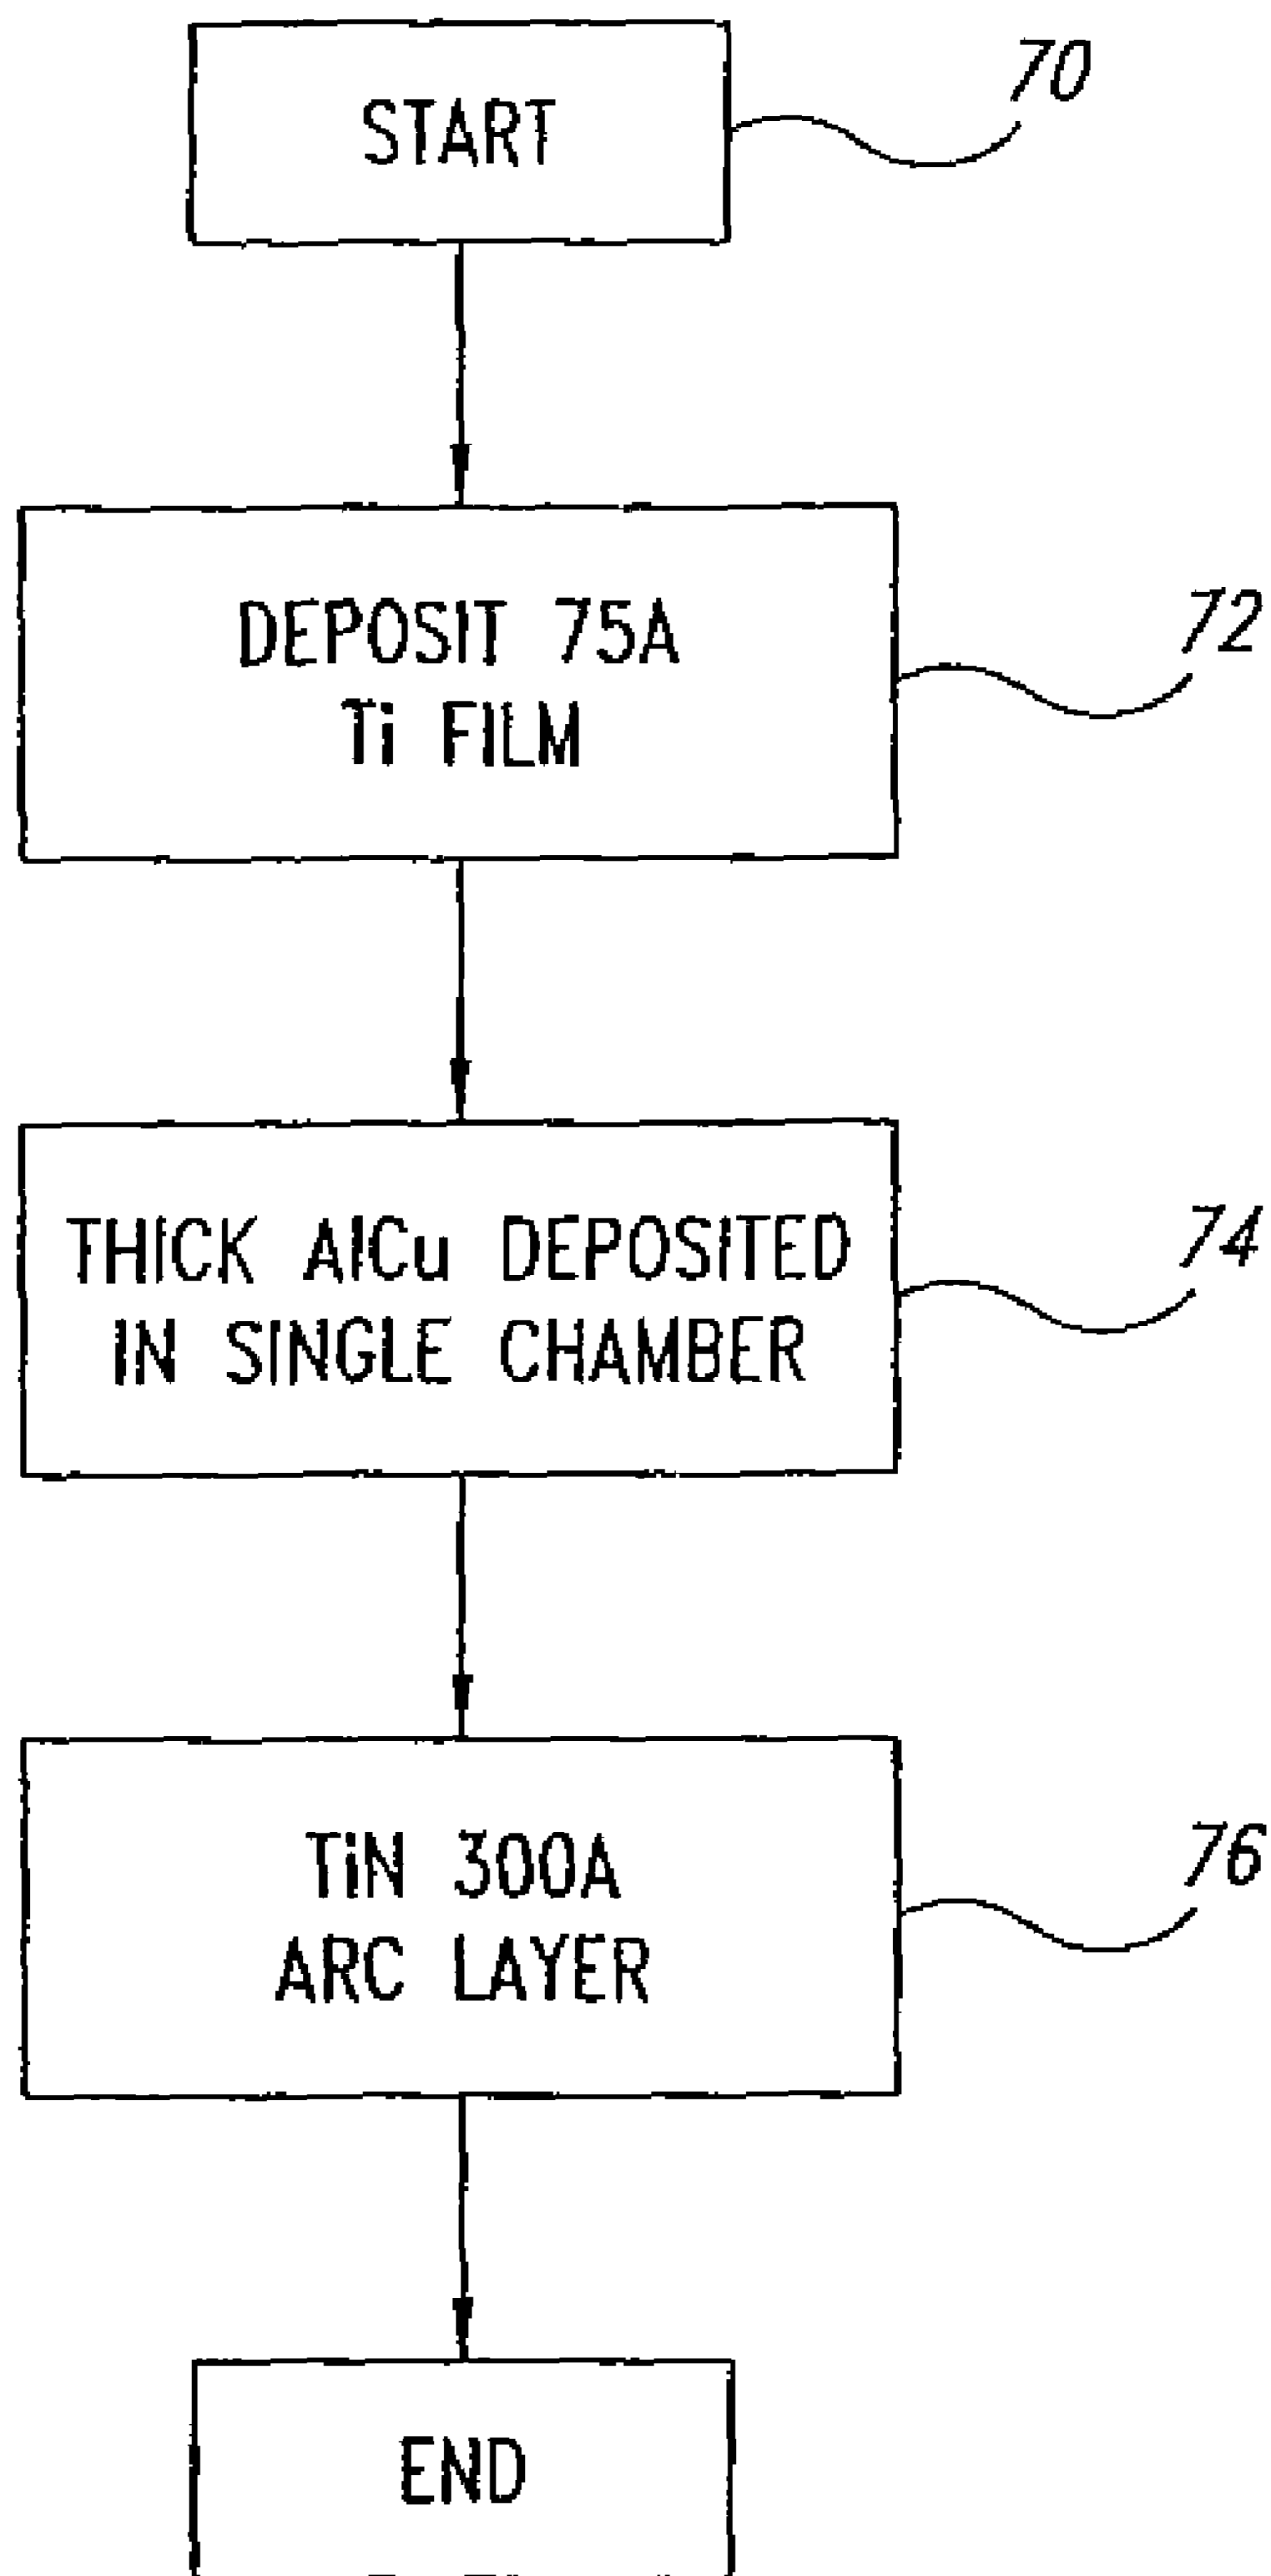 START
70
DEPOSIT 75A
Ti FILM
72
THICK AlCu DEPOSITED
IN SINGLE CHAMBER
74
TiN 300A
ARC LAYER
76
END